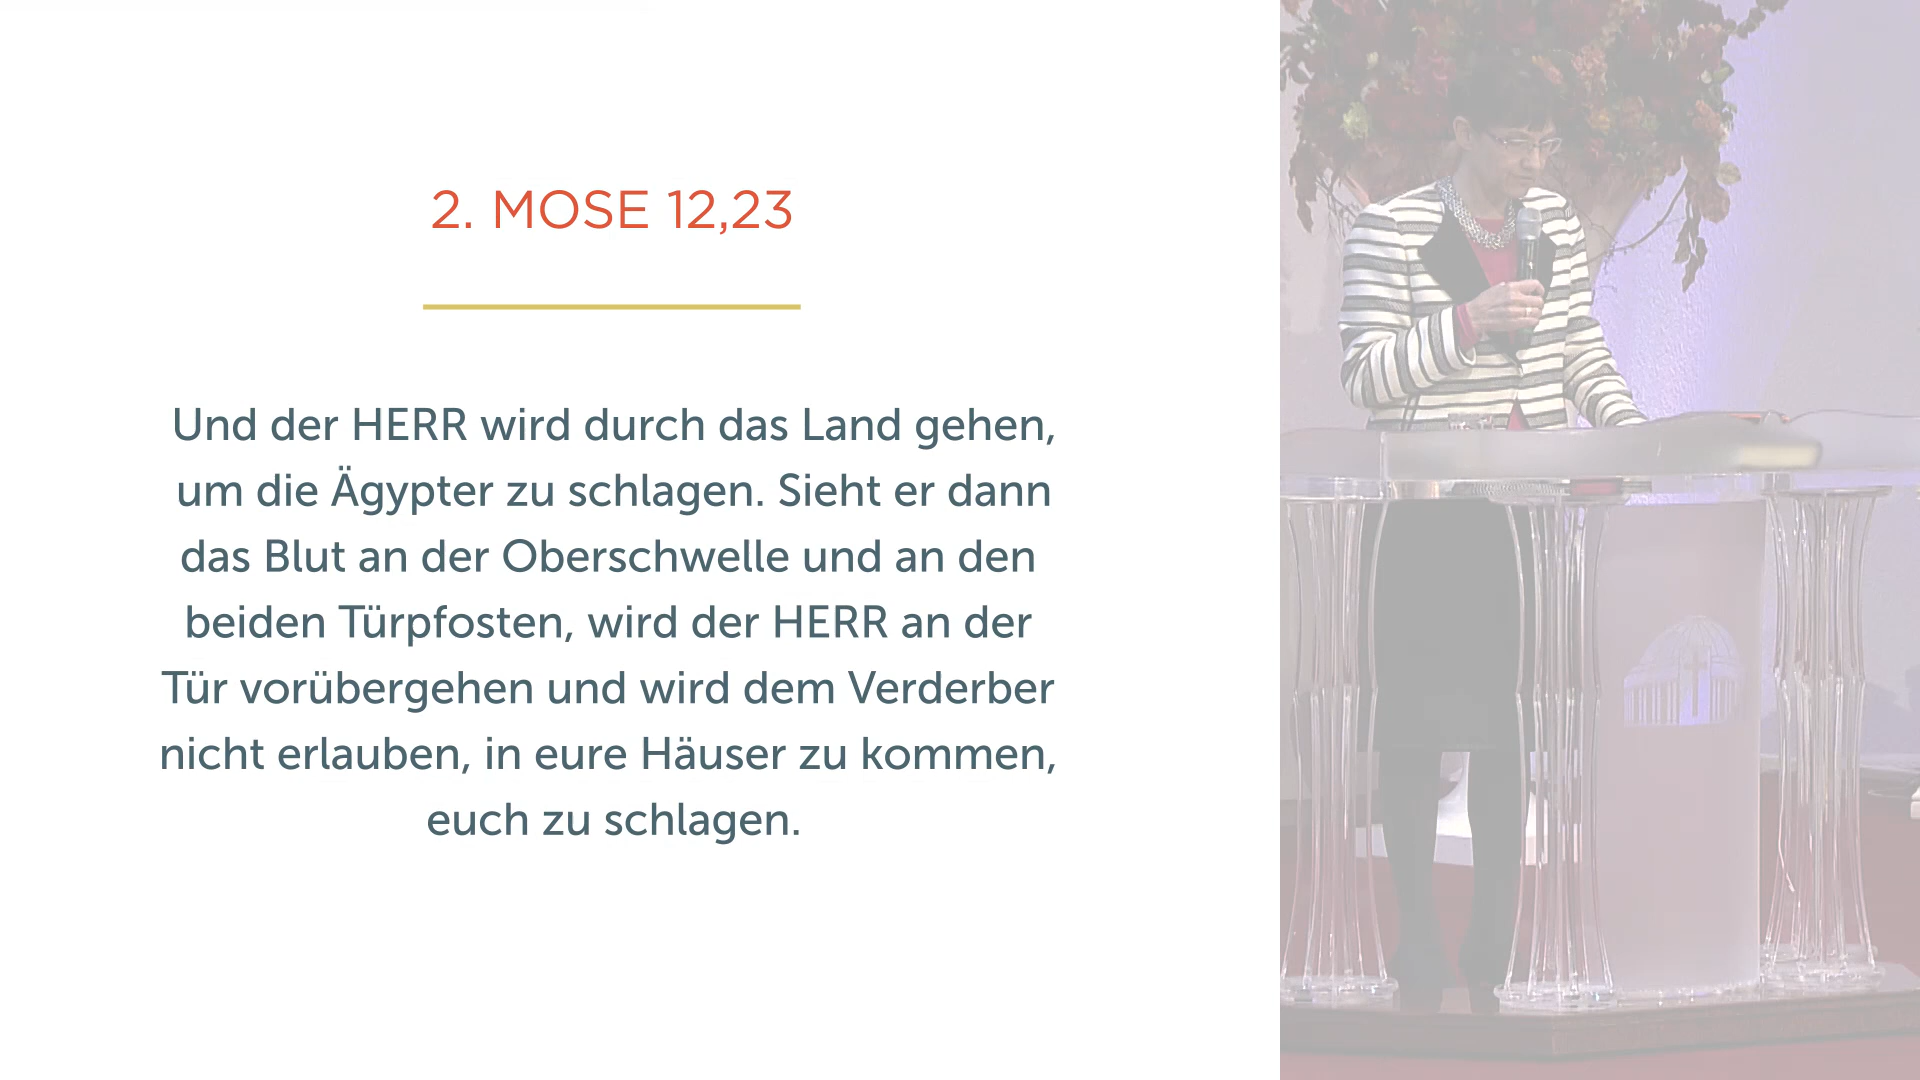 2. MOSE 12,23
Und der HERR wird durch das Land gehen,
um die Ägypter zu schlagen. Sieht er dann
das Blut an der Oberschwelle und an den
beiden Türpfosten, wird der HERR an der
Tür vorübergehen und wird dem Verderber
nicht erlauben, in eure Häuser zu kommen,
euch zu schlagen.